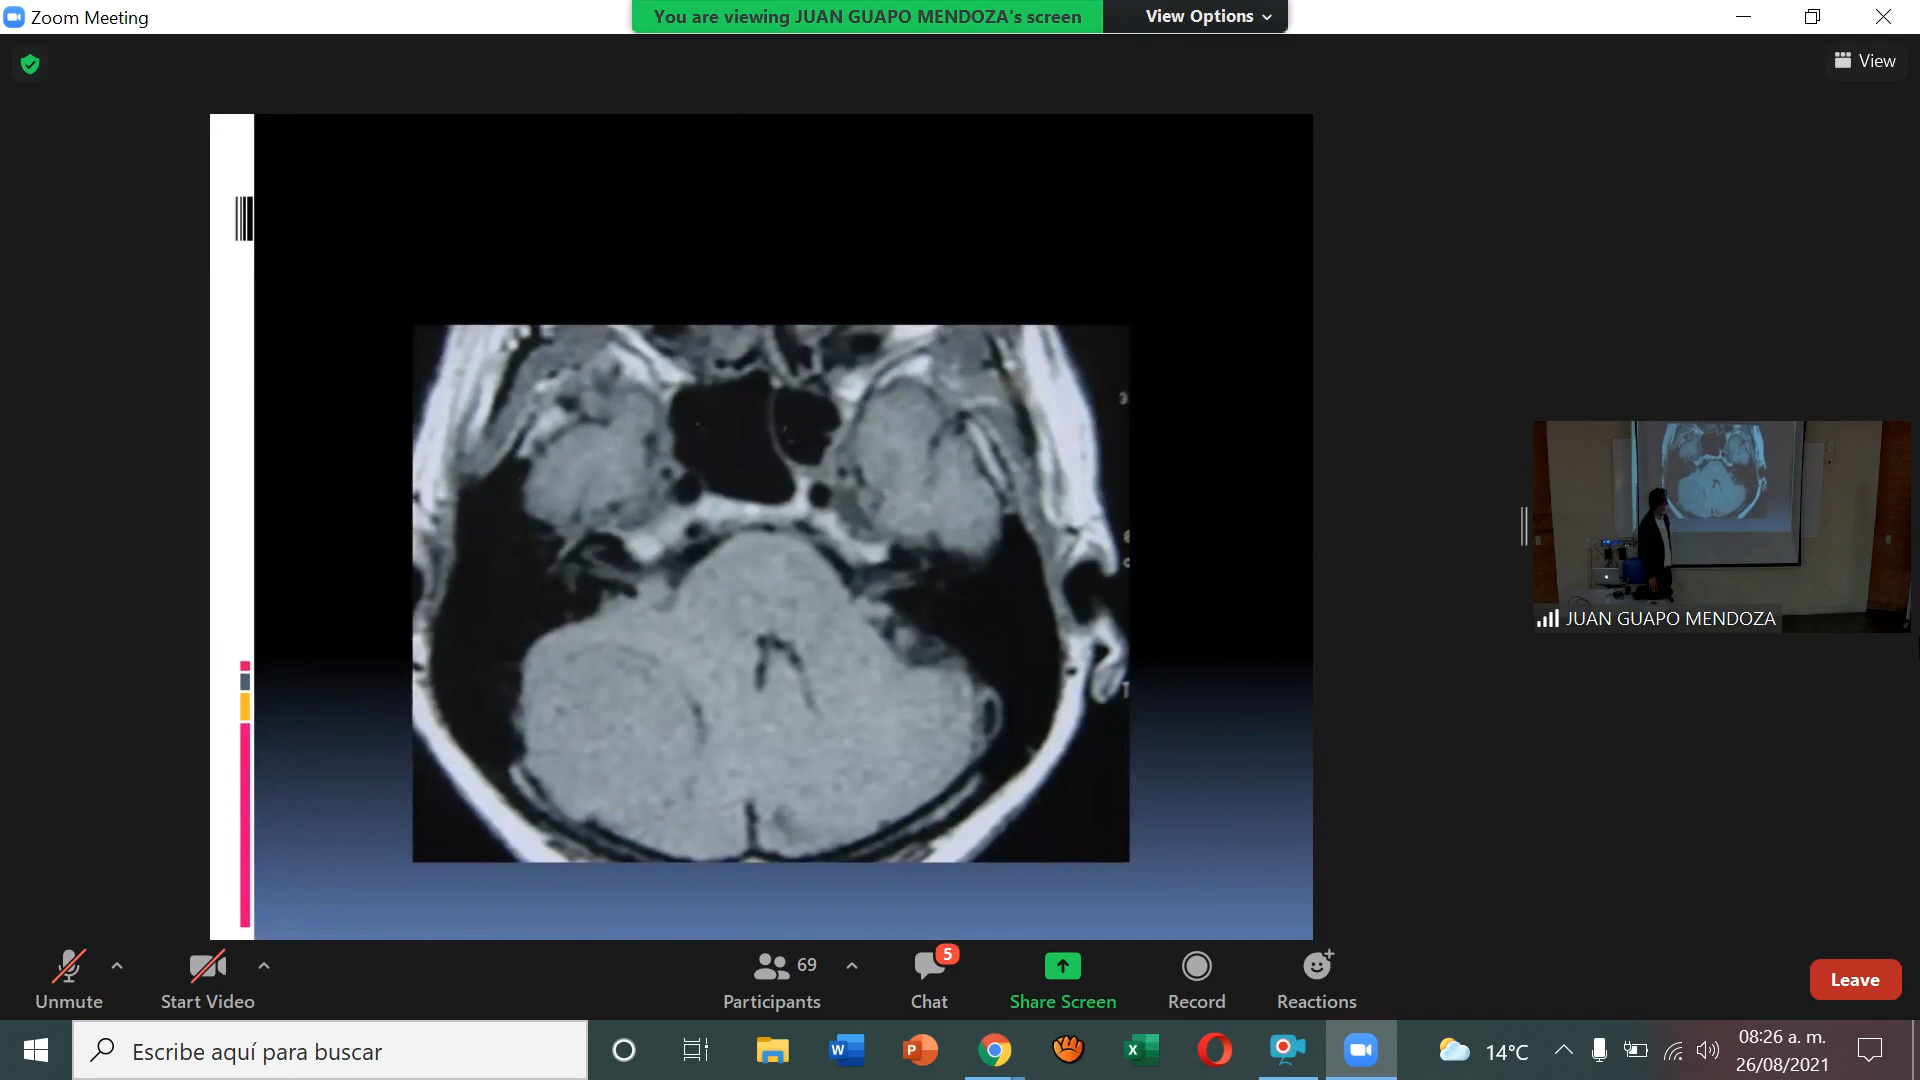 Zoom Meeting
You are viewing JUAN GUAPO MENDOZA's screen
View Options
View
3
JUAN GUAPO MENDOZA
Unmute
Start Video
69
Participants
5
Chat
Share Screen
Record
Reactions
Leave
Escribe aquí para buscar
14°C
08:26 a. m.
26/08/2021